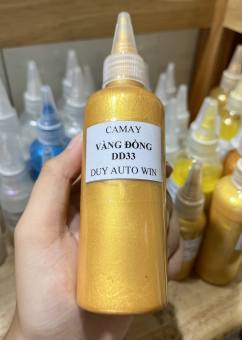 CAMAY
VÀNG ĐỒNG
DD33
DUY AUTO WIN